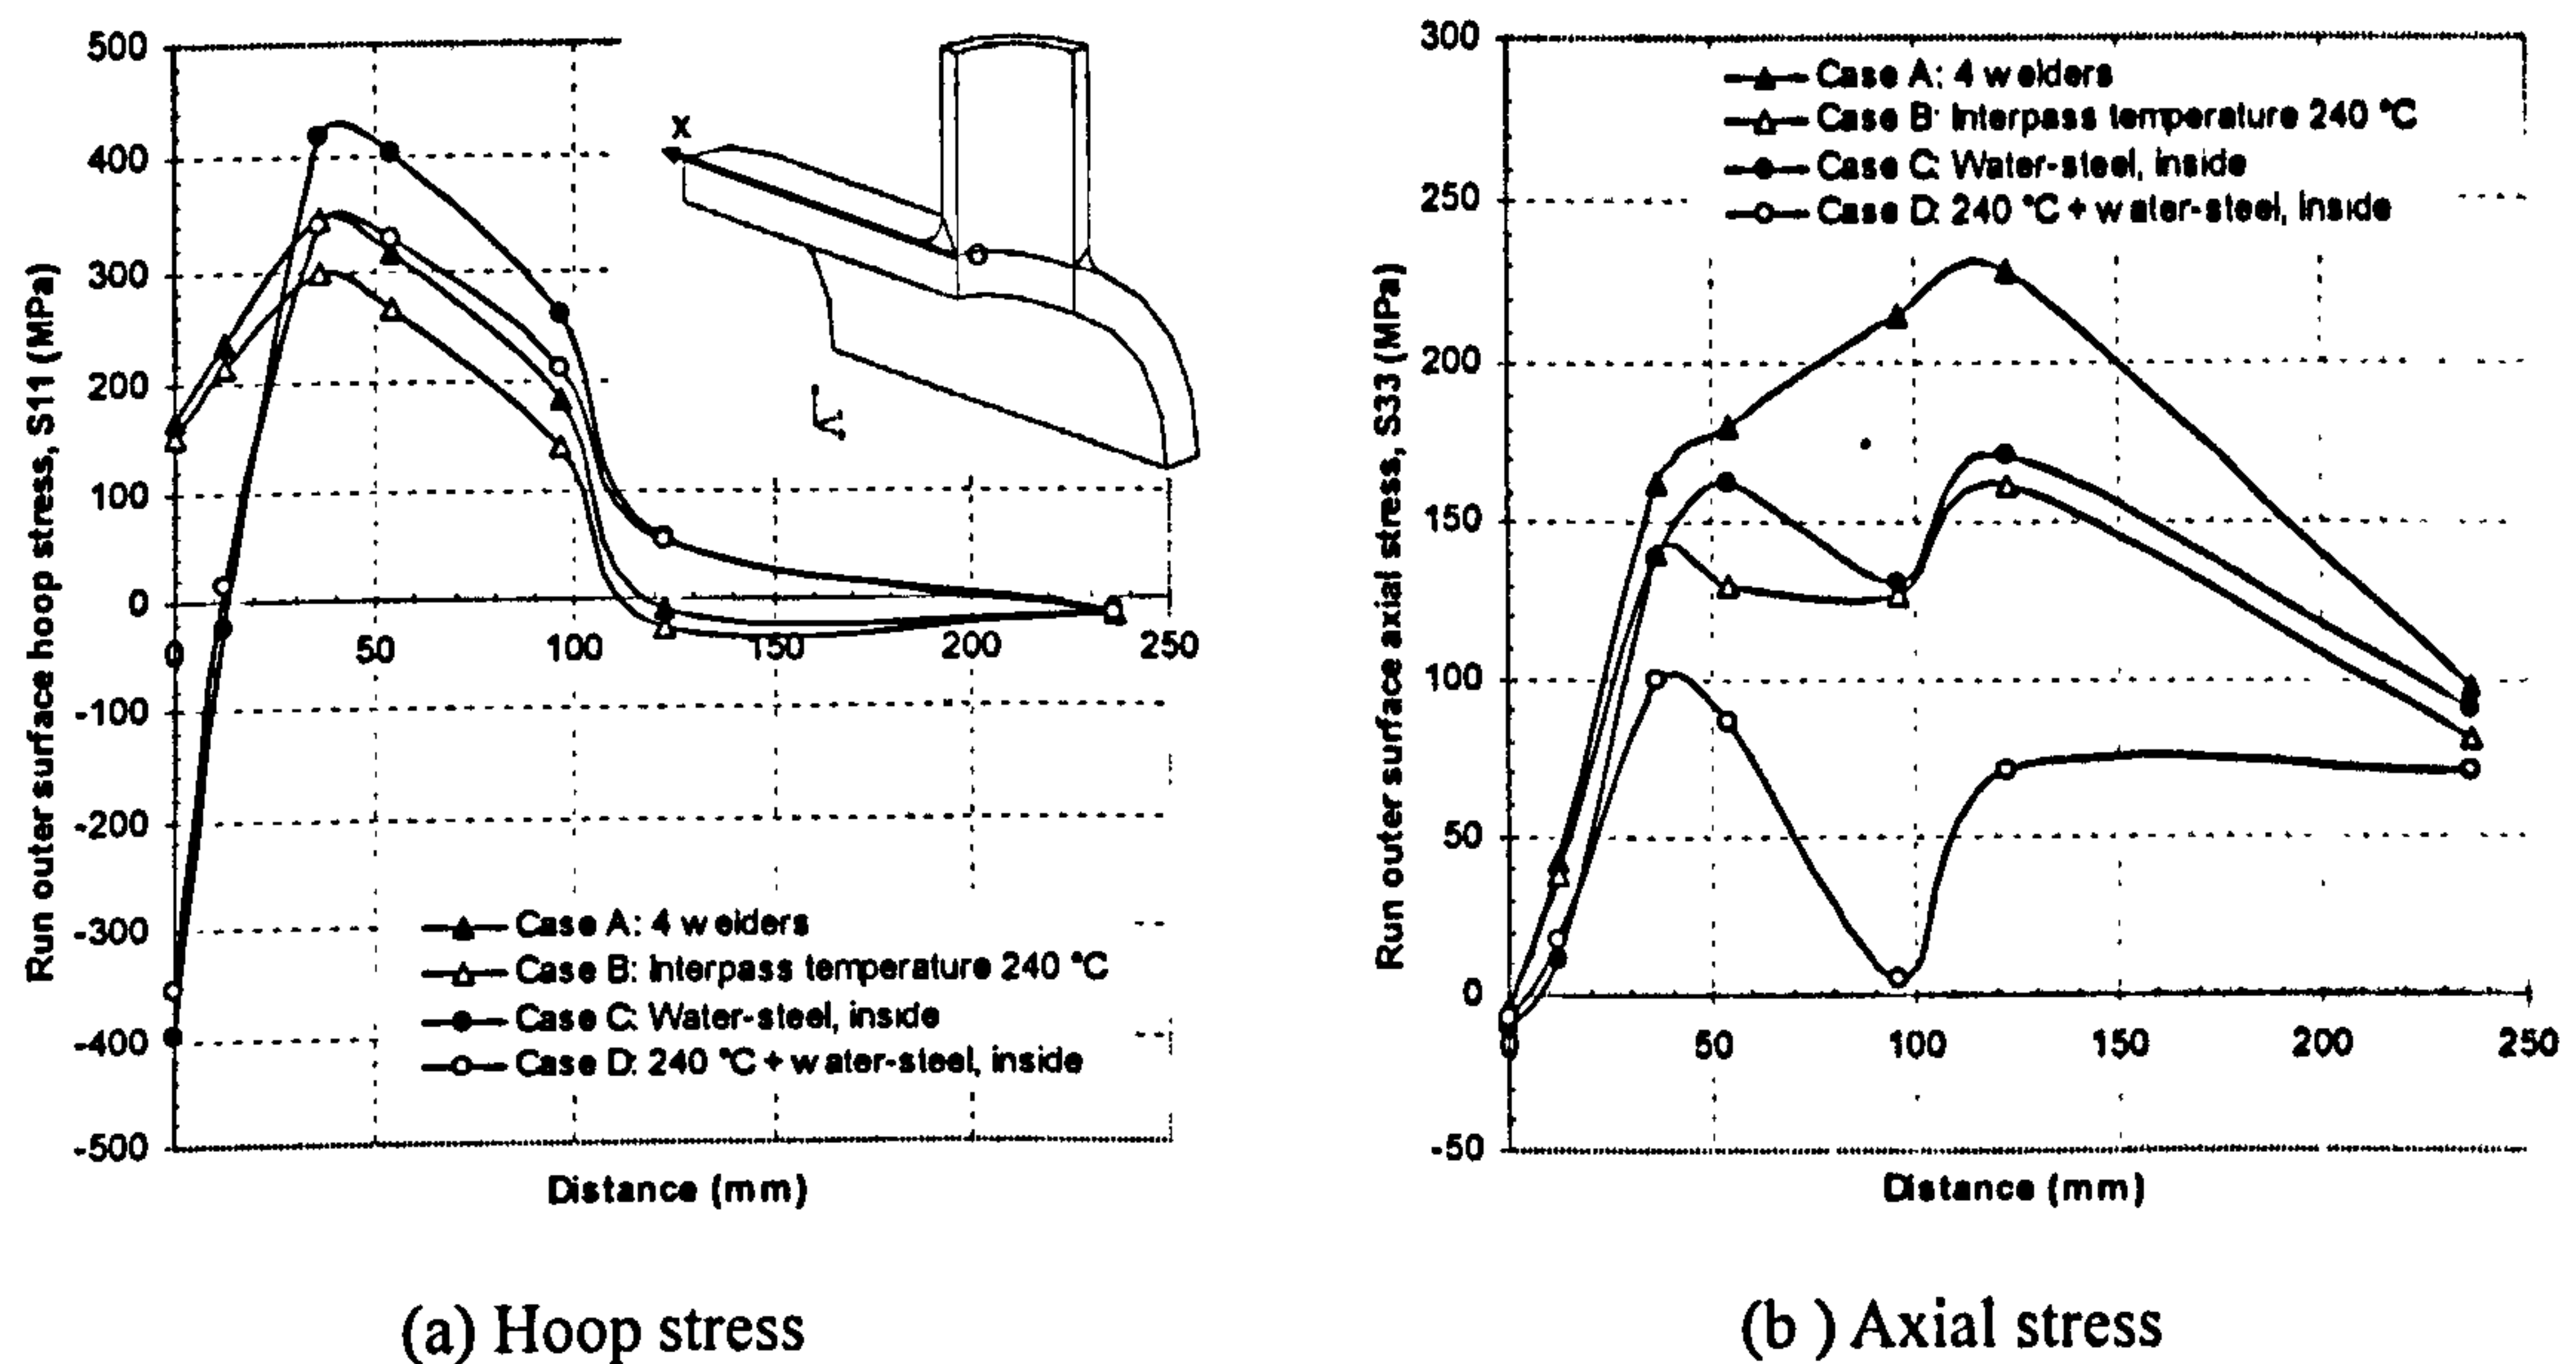 500
400
300
200
100
0
-100
-200
-300
-400
-500
0
50
100
150
200
250
Run outer surface hoop stress, S11 (MPa)
Distance (mm)
X
Case A: 4 welders
Case B: Interpass temperature 240 °C
Case C: Water-steel, inside
Case D: 240 °C + water-steel, inside
(a) Hoop stress
300
250
200
150
100
50
0
-50
0
50
100
150
200
250
Run outer surface axial stress, S33 (MPa)
Distance (mm)
Case A: 4 welders
Case B: Interpass temperature 240 °C
Case C: Water-steel, inside
Case D: 240 °C + water-steel, inside
(b ) Axial stress